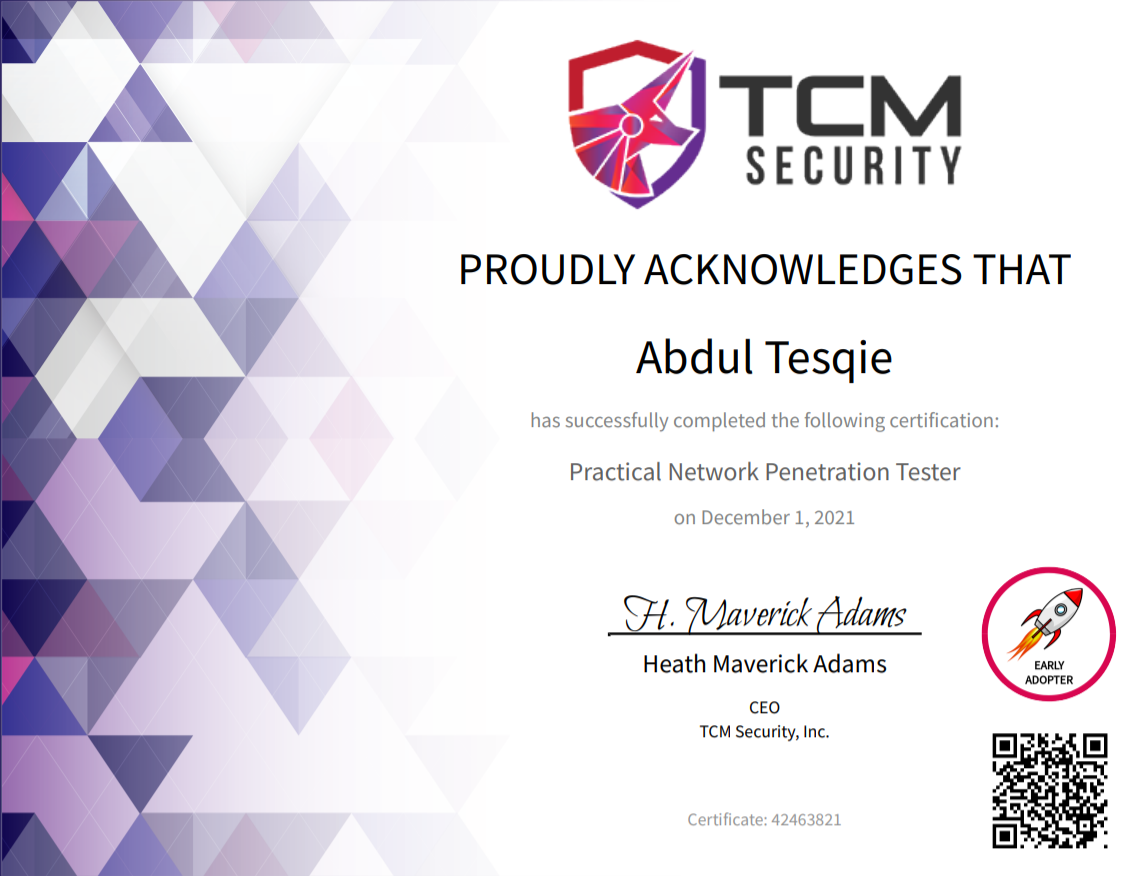 TCM
SECURITY
PROUDLY ACKNOWLEDGES THAT
Abdul Tesqie
has successfully completed the following certification:
Practical Network Penetration Tester
on December 1, 2021
H. Maverick Adams
Heath Maverick Adams
CEO
TCM Security, Inc.
EARLY
ADOPTER
Certificate: 42463821